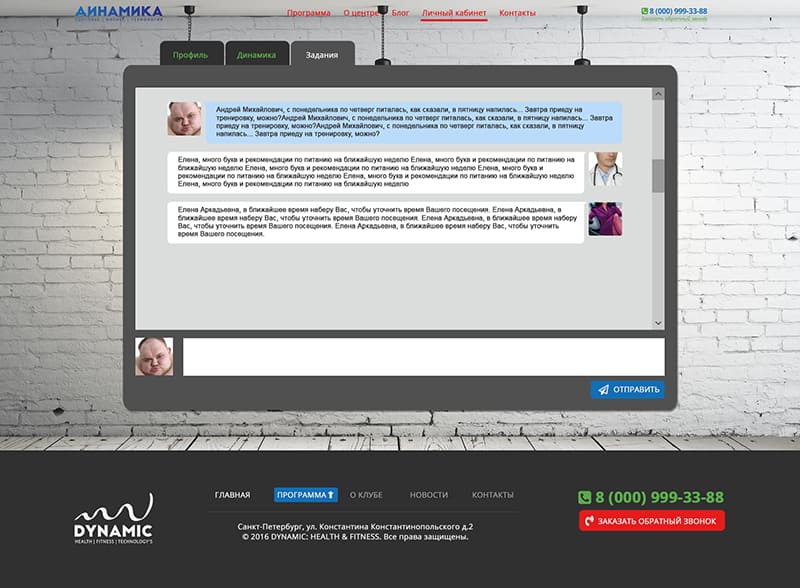 ДИНАМИКА
ЗДОРОВЬЕ | ФИТНЕС | ТЕХНОЛОГИИ
Программа О центре Блог Личный кабинет Контакты
8 (000) 999-33-88
Заказать обратный звонок
Профиль Динамика Задания
Андрей Михайлович, с понедельника по четверг питалась, как сказали, в пятницу напилась... Завтра приеду на
тренировку, можно?Андрей Михайлович, с понедельника по четверг питалась, как сказали, в пятницу напилась... Завтра
приеду на тренировку, можно?Андрей Михайлович, с понедельника по четверг питалась, как сказали, в пятницу
напилась... Завтра приеду на тренировку, можно?
Елена, много букв и рекомендации по питанию на ближайшую неделю Елена, много букв и рекомендации по питанию на
ближайшую неделю Елена, много букв и рекомендации по питанию на ближайшую неделю Елена, много букв и
рекомендации по питанию на ближайшую неделю Елена, много букв и рекомендации по питанию на ближайшую неделю
Елена, много букв и рекомендации по питанию на ближайшую неделю
Елена Аркадьевна, в ближайшее время наберу Вас, чтобы уточнить время Вашего посещения. Елена Аркадьевна, в
ближайшее время наберу Вас, чтобы уточнить время Вашего посещения. Елена Аркадьевна, в ближайшее время наберу
Вас, чтобы уточнить время Вашего посещения. Елена Аркадьевна, в ближайшее время наберу Вас, чтобы уточнить
время Вашего посещения.
ОТПРАВИТЬ
ГЛАВНАЯ ПРОГРАММА О КЛУБЕ НОВОСТИ КОНТАКТЫ
8 (000) 999-33-88
ЗАКАЗАТЬ ОБРАТНЫЙ ЗВОНОК
DYNAMIC
HEALTH | FITNESS | TECHNOLOGY'S
Санкт-Петербург, ул. Константина Константинопольского д.2
© 2016 DYNAMIC: HEALTH & FITNESS. Все права защищены.